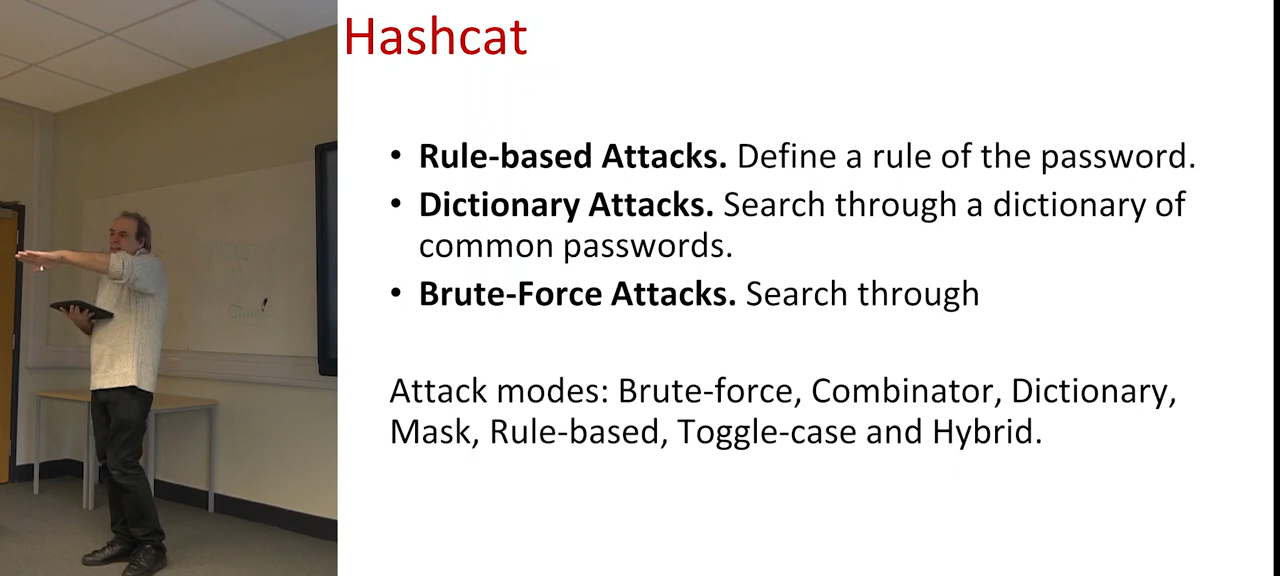 Hashcat
• Rule-based Attacks. Define a rule of the password.
• Dictionary Attacks. Search through a dictionary of
common passwords.
• Brute-Force Attacks. Search through
Attack modes: Brute-force, Combinator, Dictionary,
Mask, Rule-based, Toggle-case and Hybrid.